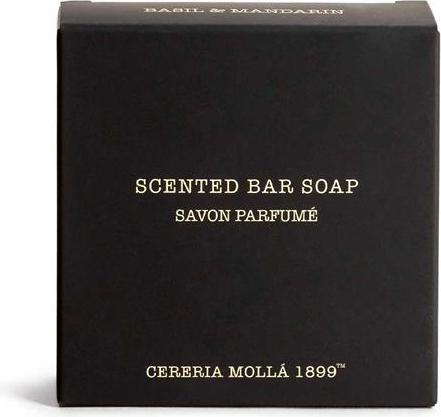 BASIL & MANDARIN
SCENTED BAR SOAP
SAVON PARFUMÉ
CERERIA MOLLÁ 1899™